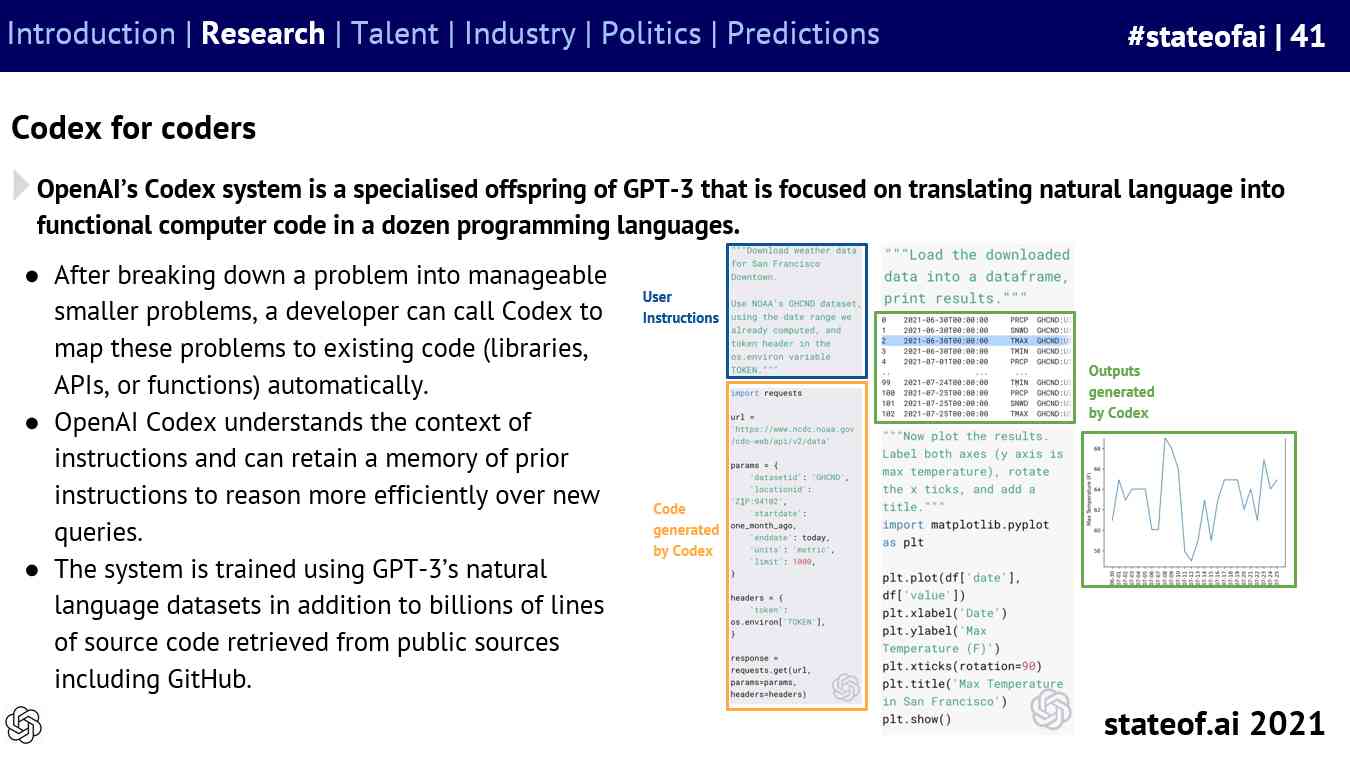 Introduction | Research | Talent | Industry | Politics | Predictions
#stateofai | 41
Codex for coders
OpenAI’s Codex system is a specialised offspring of GPT-3 that is focused on translating natural language into
functional computer code in a dozen programming languages.
● After breaking down a problem into manageable
smaller problems, a developer can call Codex to
map these problems to existing code (libraries,
APIs, or functions) automatically.
● OpenAI Codex understands the context of
instructions and can retain a memory of prior
instructions to reason more efficiently over new
queries.
● The system is trained using GPT-3’s natural
language datasets in addition to billions of lines
of source code retrieved from public sources
including GitHub.
User
Instructions
"""Download weather data
for San Francisco
Downtown.
Use NOAA's GHCND dataset,
using the date range we
already computed, and
token header in the
os.environ variable
TOKEN."""
Code
generated
by Codex
import requests
url =
'https://www.ncdc.noaa.gov
/cdo-web/api/v2/data'
params = {
'datasetid': 'GHCND',
'locationid':
'ZIP:94102',
'startdate':
one_month_ago,
'enddate': today,
'units': 'metric',
'limit': 1000,
}
headers = {
'token':
os.environ['TOKEN'],
}
response =
requests.get(url,
params=params,
headers=headers)
"""Load the downloaded
data into a dataframe,
print results."""
0 2021-06-30T00:00:00 PRCP GHCND:U
1 2021-06-30T00:00:00 SNWD GHCND:U
2 2021-06-30T00:00:00 TMAX GHCND:U
3 2021-06-30T00:00:00 TMIN GHCND:U
4 2021-07-01T00:00:00 PRCP GHCND:U
.. ... ...
99 2021-07-24T00:00:00 TMIN GHCND:U
100 2021-07-25T00:00:00 PRCP GHCND:U
101 2021-07-25T00:00:00 SNWD GHCND:U
102 2021-07-25T00:00:00 TMAX GHCND:U
Outputs
generated
by Codex
"""Now plot the results.
Label both axes (y axis is
max temperature), rotate
the x ticks, and add a
title."""
import matplotlib.pyplot
as plt
plt.plot(df['date'],
df['value'])
plt.xlabel('Date')
plt.ylabel('Max
Temperature (F)')
plt.xticks(rotation=90)
plt.title('Max Temperature
in San Francisco')
plt.show()
Max Temperature (F)
68
66
64
62
60
58
stateof.ai 2021